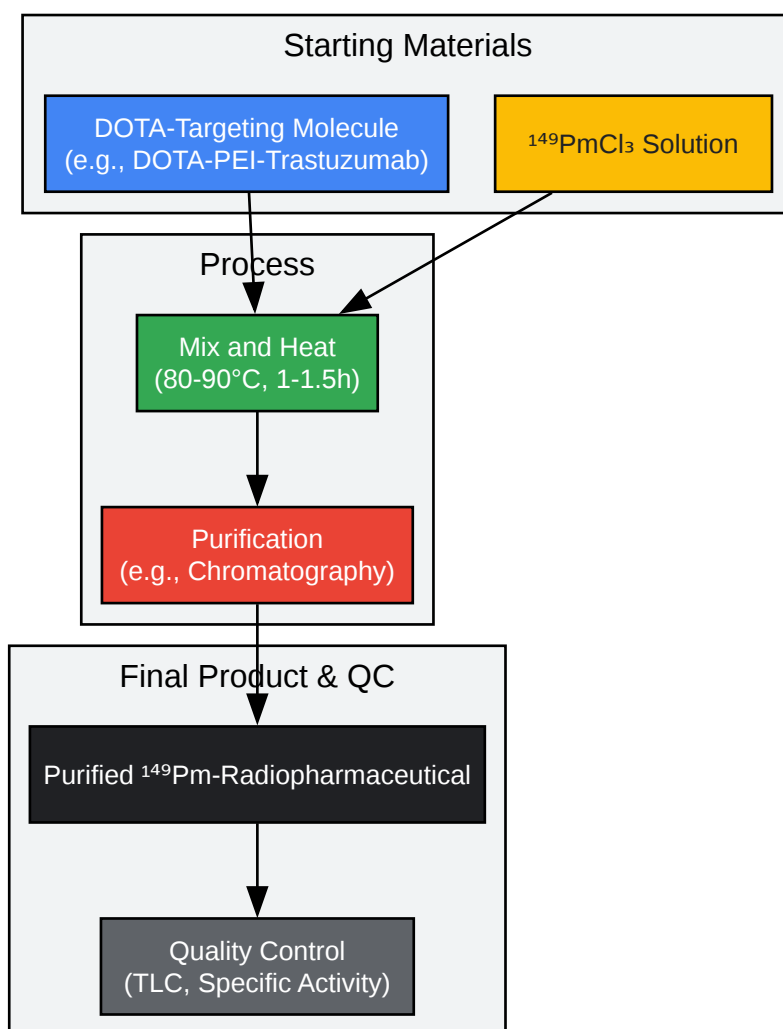 Starting Materials
DOTA-Targeting Molecule
(e.g., DOTA-PEI-Trastuzumab)
¹⁴⁹PmCl₃ Solution
Process
Mix and Heat
(80-90°C, 1-1.5h)
Purification
(e.g., Chromatography)
Final Product & QC
Purified ¹⁴⁹Pm-Radiopharmaceutical
Quality Control
(TLC, Specific Activity)